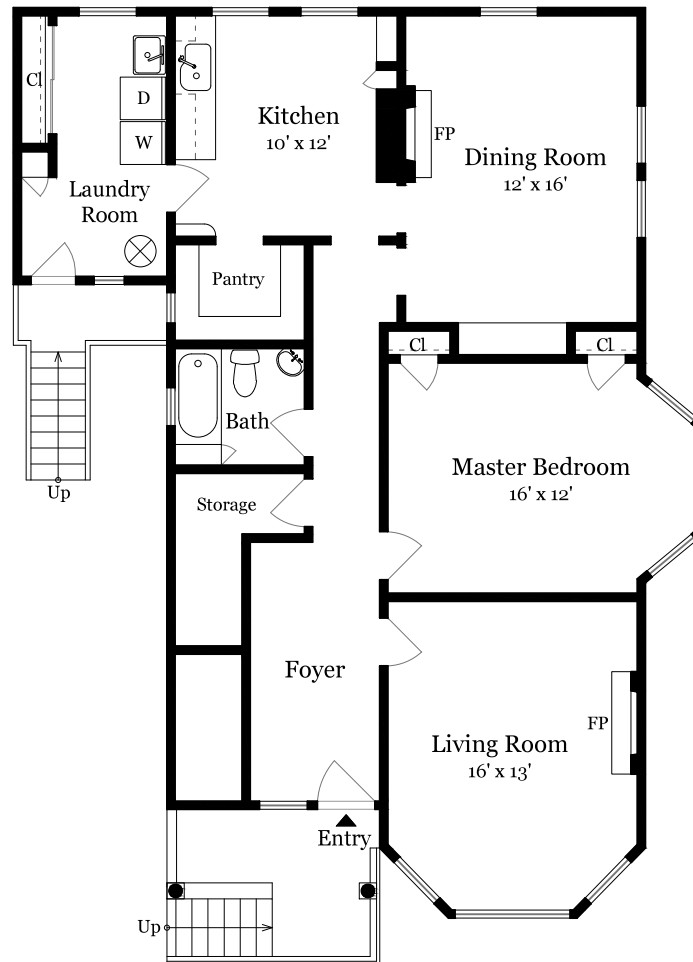 Cl
D
W
Laundry
Room
Kitchen
10' x 12'
FP
Dining Room
12' x 16'
Pantry
Cl
Cl
Bath
Up
Storage
Master Bedroom
16' x 12'
Foyer
Living Room
16' x 13'
FP
Entry
Up